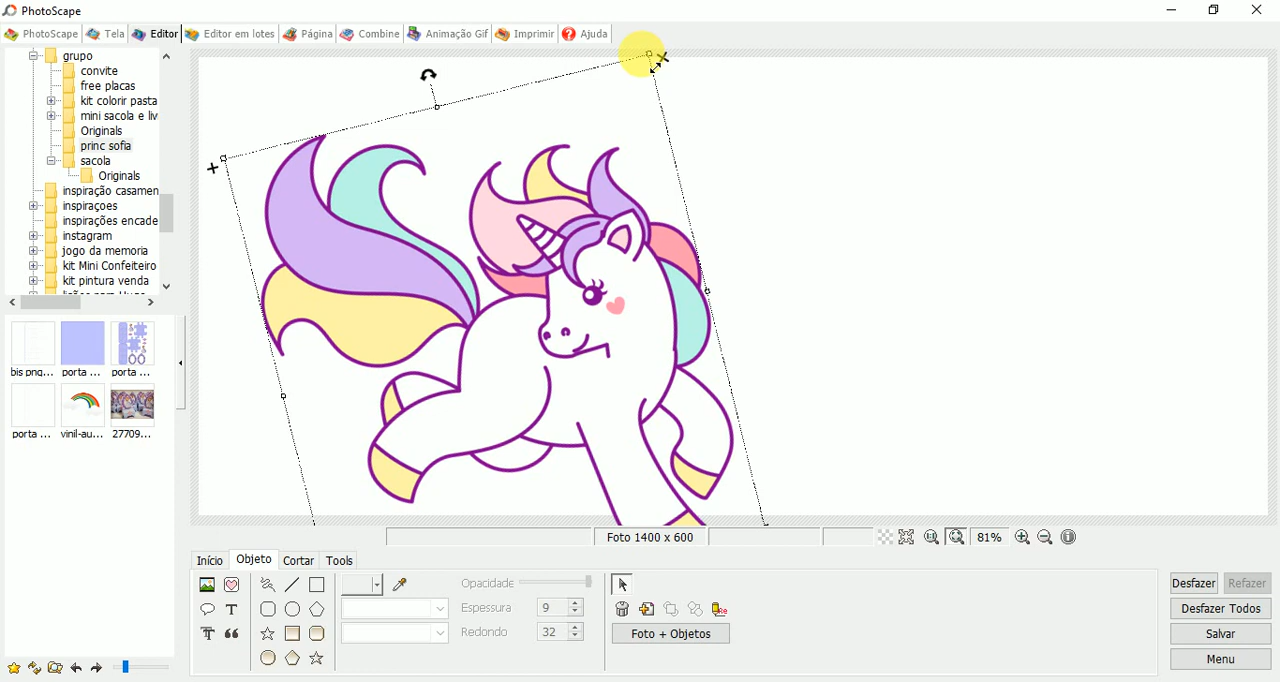 PhotoScape
PhotoScape Tela Editor Editor em lotes Página Combine Animação Gif Imprimir Ajuda
grupo
convite
free placas
kit colorir pasta
mini sacola e liv
Originals
princ sofia
sacola
Originals
inspiração casamen
inspiraçoes
inspirações encade
instagram
jogo da memoria
kit Mini Confeiteiro
kit pintura venda
bis png... porta ... porta ...
porta ... vinil-au... 27709...
Foto 1400 x 600 81%
Início Objeto Cortar Tools
Opacidade
Espessura 9
Redondo 32
Foto + Objetos
Desfazer Refazer
Desfazer Todos
Salvar
Menu